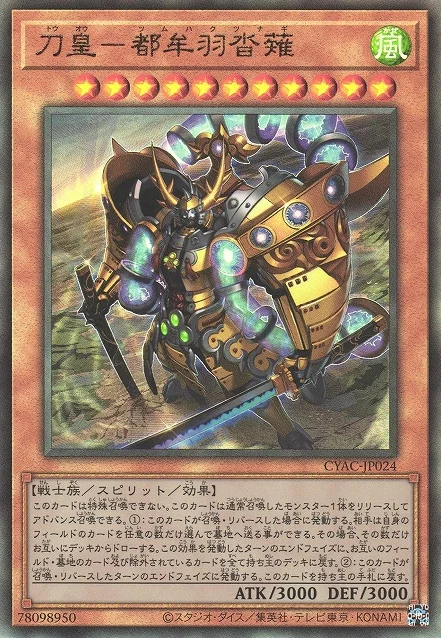 トウ オウ ツムハクツナギ
刀皇－都牟羽沓薙
かぜ
風
CYAC-JP024
【戦士族／スピリット／効果】
このカードは特殊召喚できない。このカードは通常召喚したモンスター1体をリリースして
アドバンス召喚できる。①：このカードが召喚・リバースした場合に発動する。相手は自身の
フィールドのカードを任意の数だけ選んで墓地へ送る事ができる。その場合、その数だけ
お互いにデッキからドローする。この効果を発動したターンのエンドフェイズに、お互いのフィー
ルド・墓地のカード及び除外されているカードを全て持ち主のデッキに戻す。②：このカードが
召喚・リバースしたターンのエンドフェイズに発動する。このカードを持ち主の手札に戻す。
ATK/3000 DEF/3000
78098950 ©スタジオ・ダイス／集英社・テレビ東京・KONAMI